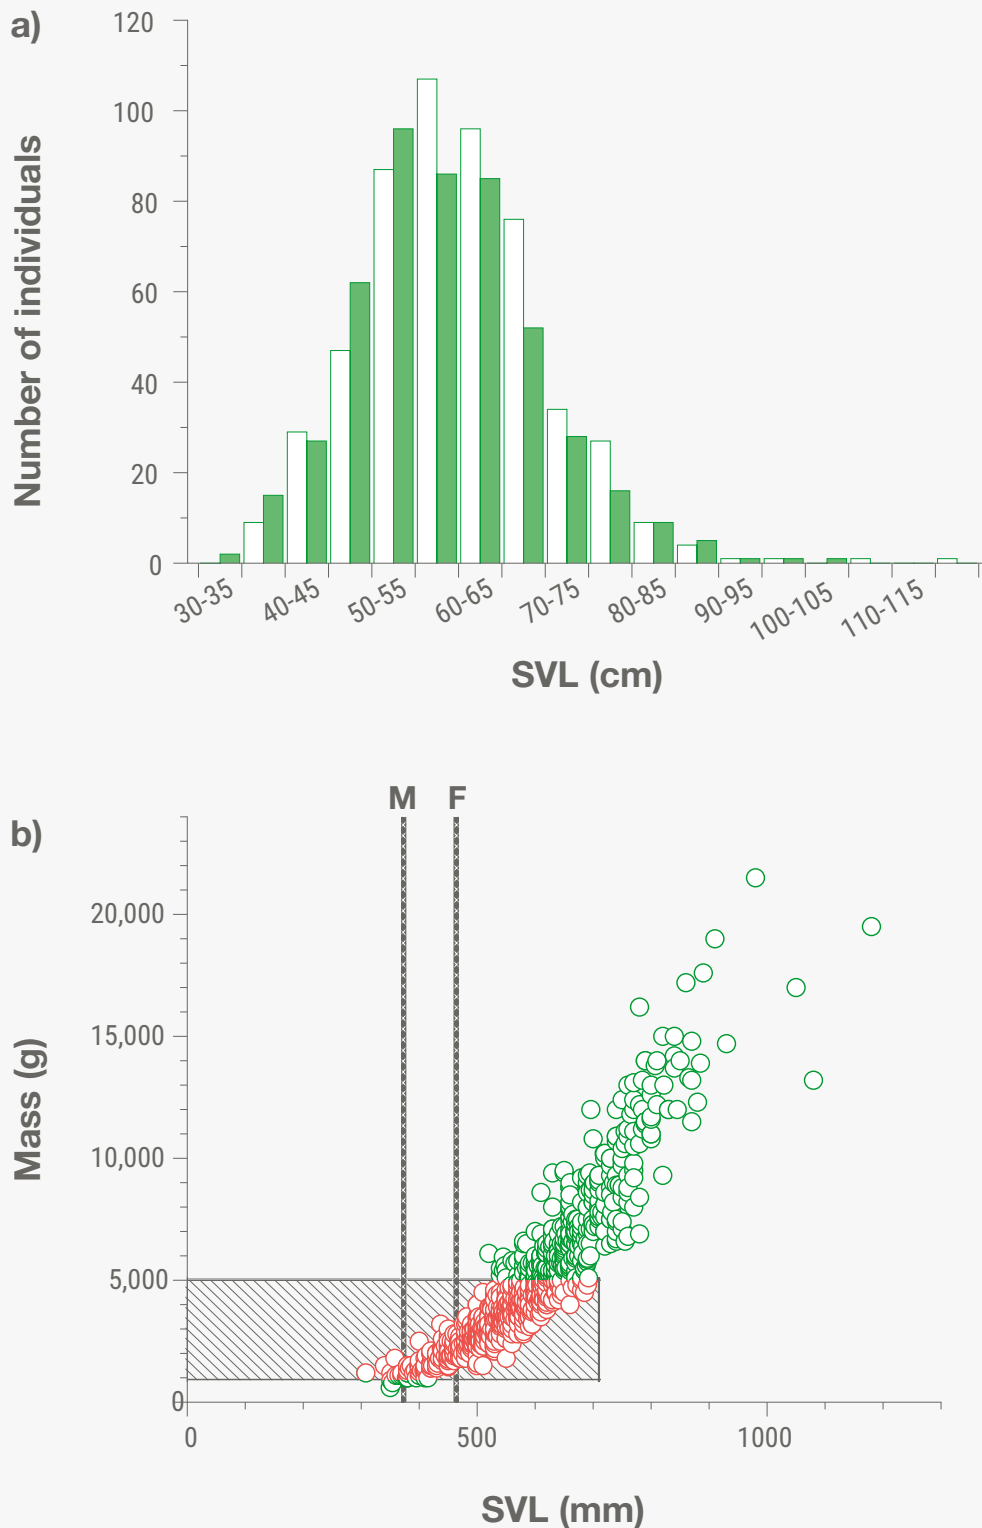 a)
120
100
80
60
40
20
0
Number of individuals
30-35 40-45 50-55 60-65 70-75 80-85 90-95 100-105 110-115
SVL (cm)
b)
M F
20,000
15,000
10,000
5,000
0
Mass (g)
0 500 1000
SVL (mm)